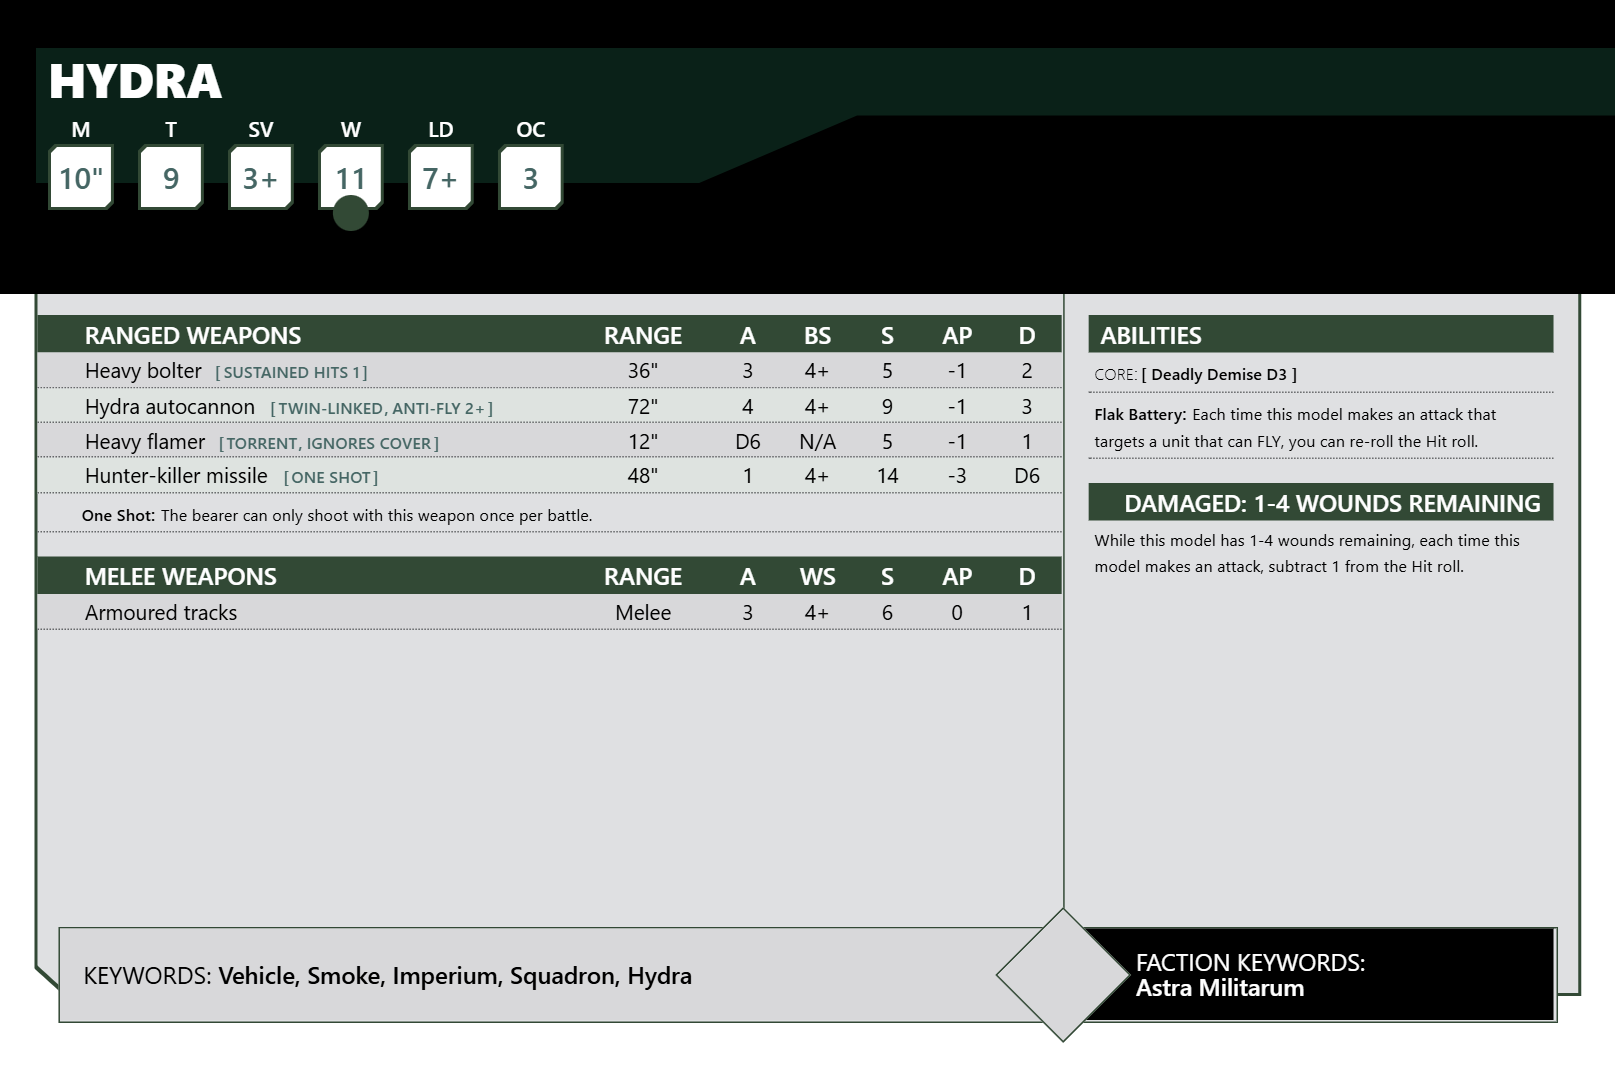 HYDRA
M T SV W LD OC
10" 9 3+ 11 7+ 3
RANGED WEAPONS RANGE A BS S AP D
Heavy bolter [ SUSTAINED HITS 1 ] 36" 3 4+ 5 -1 2
Hydra autocannon [ TWIN-LINKED, ANTI-FLY 2+ ] 72" 4 4+ 9 -1 3
Heavy flamer [ TORRENT, IGNORES COVER ] 12" D6 N/A 5 -1 1
Hunter-killer missile [ ONE SHOT ] 48" 1 4+ 14 -3 D6
One Shot: The bearer can only shoot with this weapon once per battle.
MELEE WEAPONS RANGE A WS S AP D
Armoured tracks Melee 3 4+ 6 0 1
ABILITIES
CORE: [ Deadly Demise D3 ]
Flak Battery: Each time this model makes an attack that
targets a unit that can FLY, you can re-roll the Hit roll.
DAMAGED: 1-4 WOUNDS REMAINING
While this model has 1-4 wounds remaining, each time this
model makes an attack, subtract 1 from the Hit roll.
KEYWORDS: Vehicle, Smoke, Imperium, Squadron, Hydra
FACTION KEYWORDS:
Astra Militarum